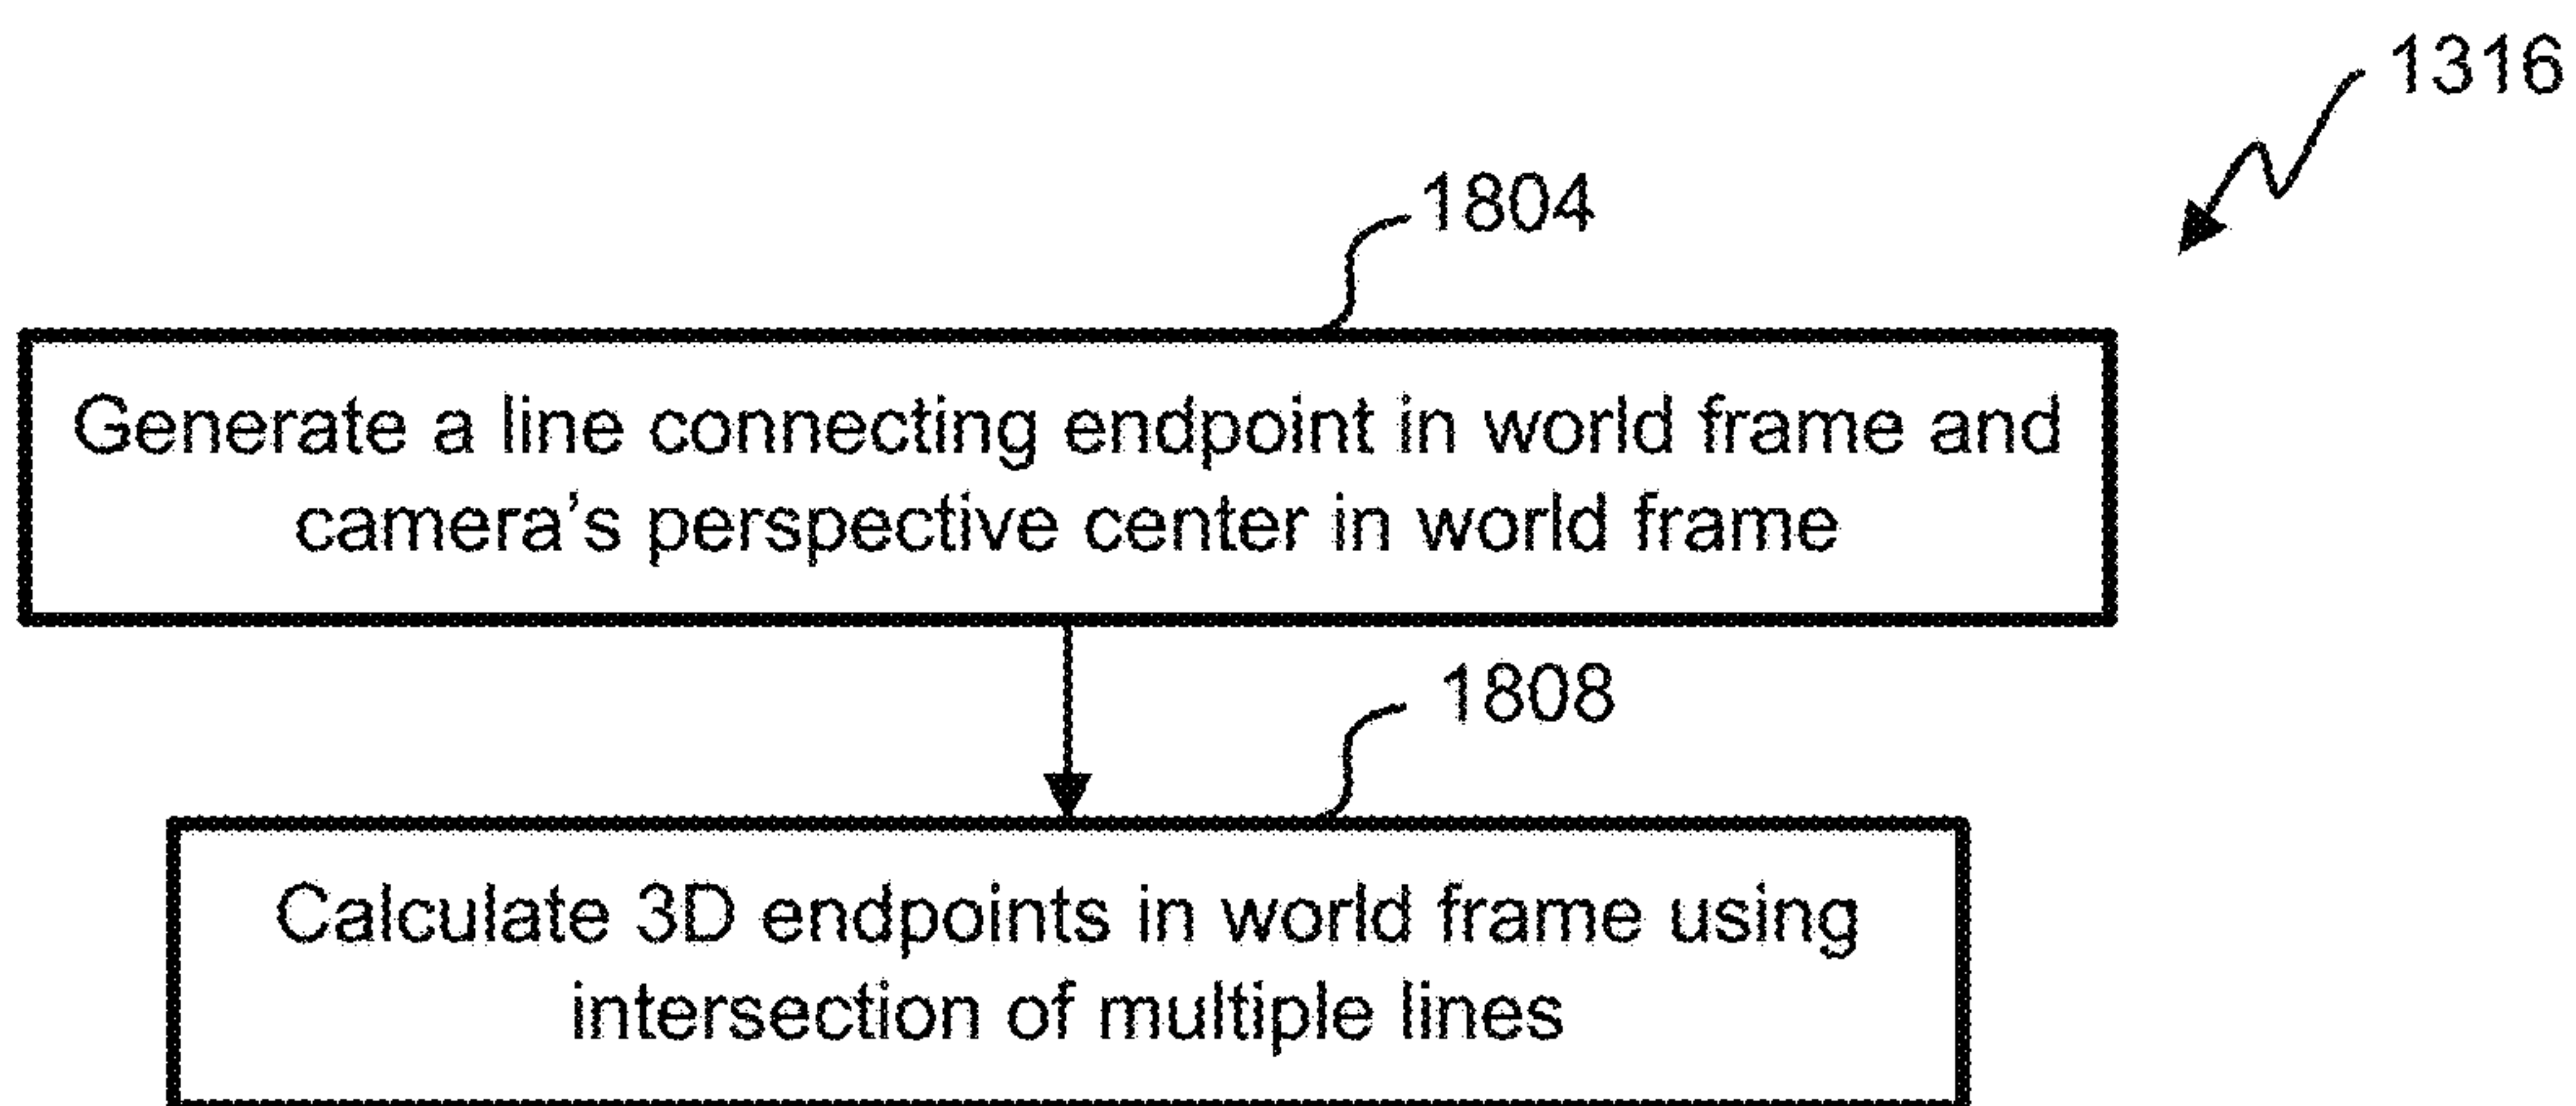 1316
1804
Generate a line connecting endpoint in world frame and
camera's perspective center in world frame
1808
Calculate 3D endpoints in world frame using
intersection of multiple lines